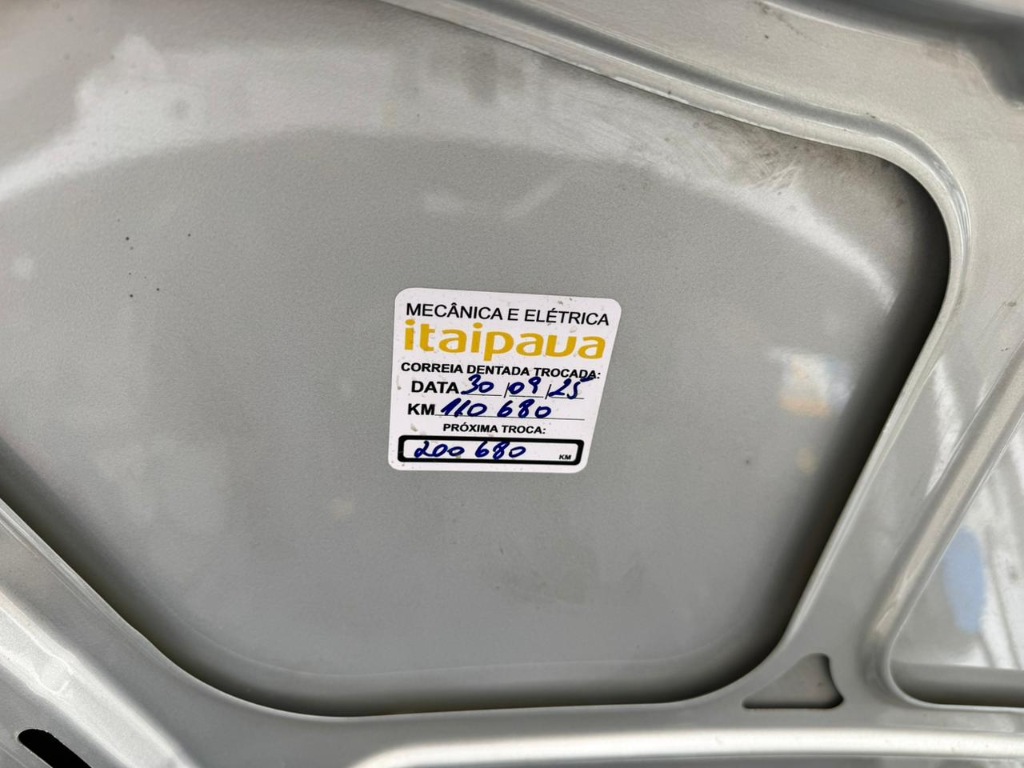 MECÂNICA E ELÉTRICA
itaipava
CORREIA DENTADA TROCADA:
DATA 30/09/25
KM 110 680
PRÓXIMA TROCA:
200 680 KM